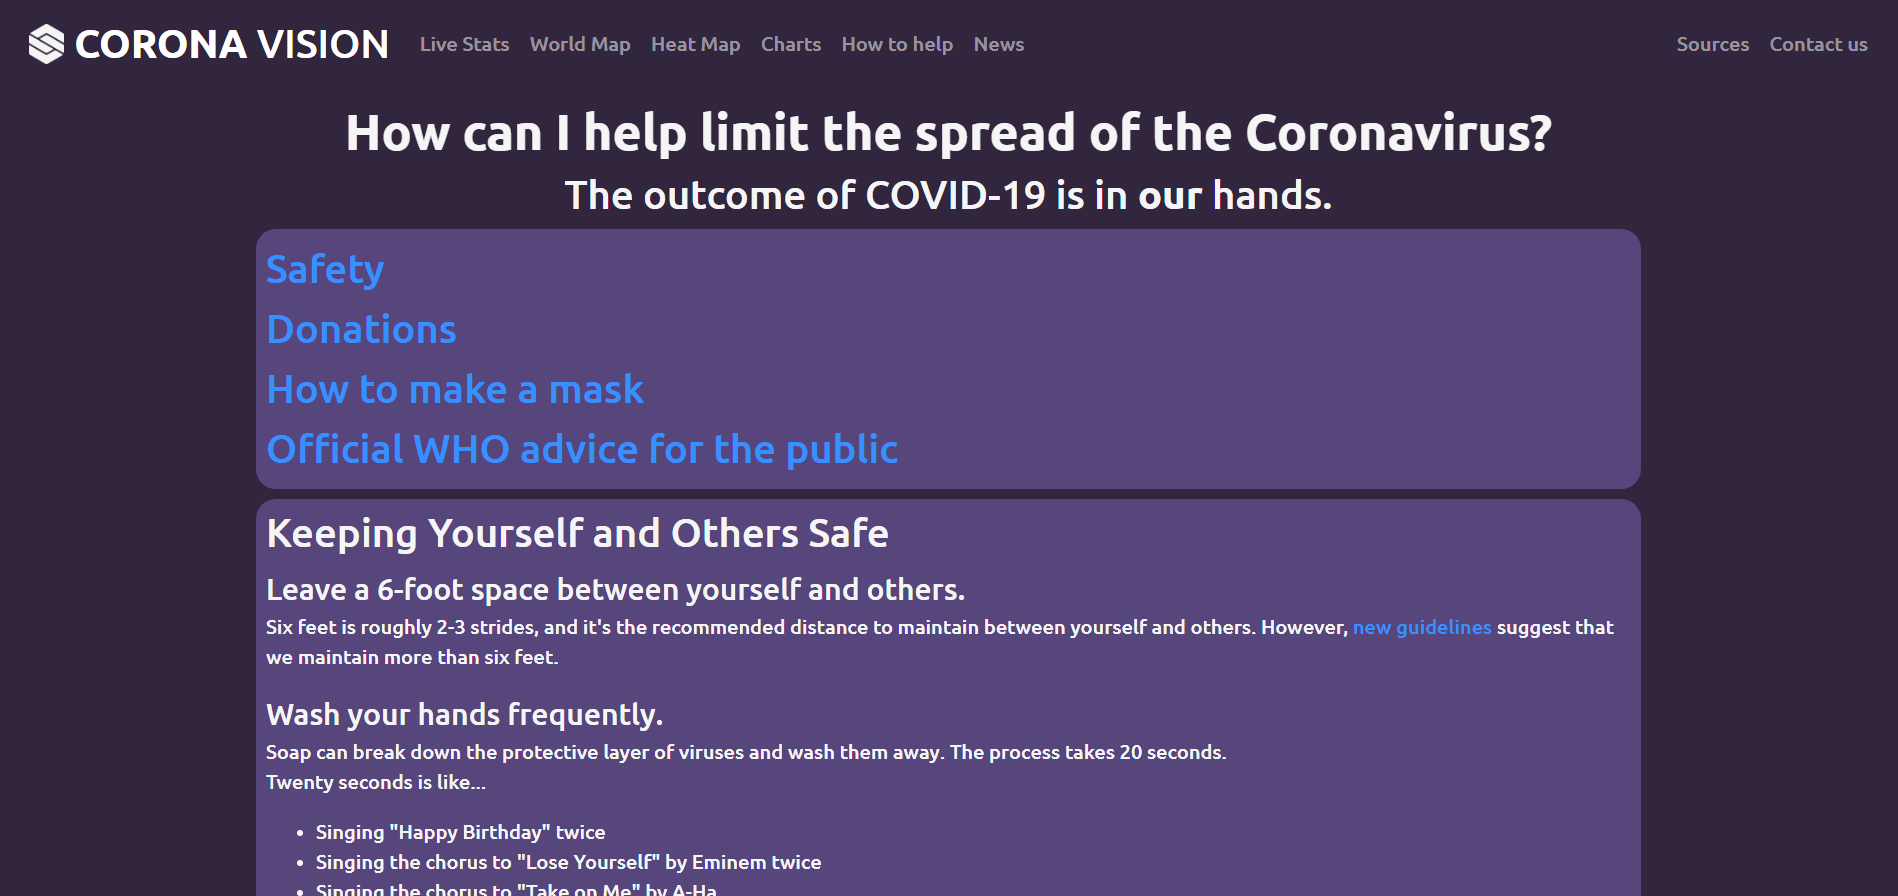 CORONA VISION Live Stats World Map Heat Map Charts How to help News Sources Contact us
How can I help limit the spread of the Coronavirus?
The outcome of COVID-19 is in our hands.
Safety
Donations
How to make a mask
Official WHO advice for the public
Keeping Yourself and Others Safe
Leave a 6-foot space between yourself and others.
Six feet is roughly 2-3 strides, and it's the recommended distance to maintain between yourself and others. However, new guidelines suggest that
we maintain more than six feet.
Wash your hands frequently.
Soap can break down the protective layer of viruses and wash them away. The process takes 20 seconds.
Twenty seconds is like...
• Singing "Happy Birthday" twice
• Singing the chorus to "Lose Yourself" by Eminem twice
• Singing the chorus to "Take on Me" by A-Ha